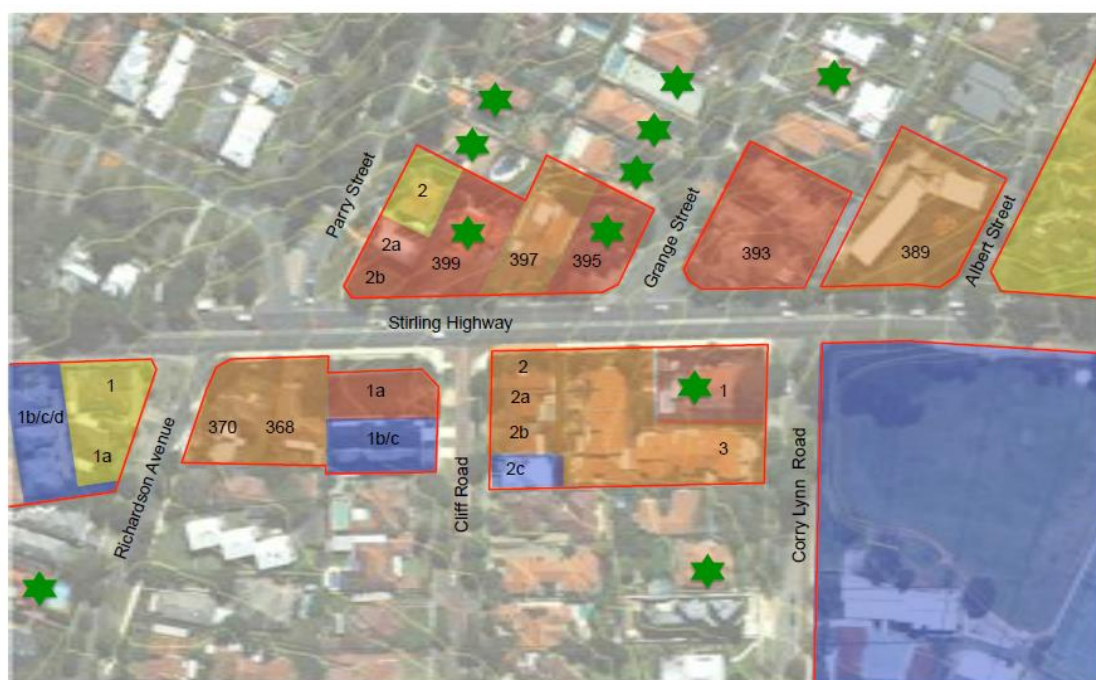 Parry Street
2
2a
2b
399
397
395
Grange Street
393
389
Albert Street
Stirling Highway
1b/c/d
1
1a
Richardson Avenue
370
368
1a
1b/c
Cliff Road
2
2a
2b
2c
1
3
Corry Lynn Road